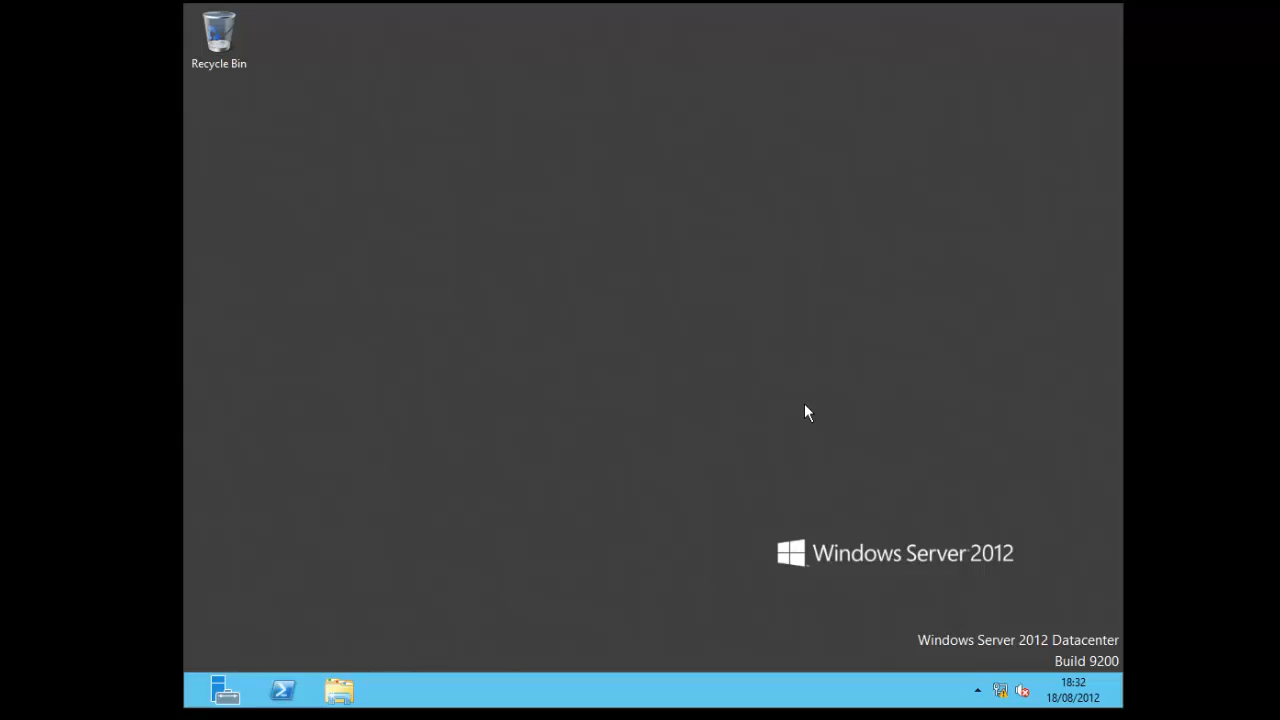 Recycle Bin
Windows Server 2012
Windows Server 2012 Datacenter
Build 9200
18:32
18/08/2012